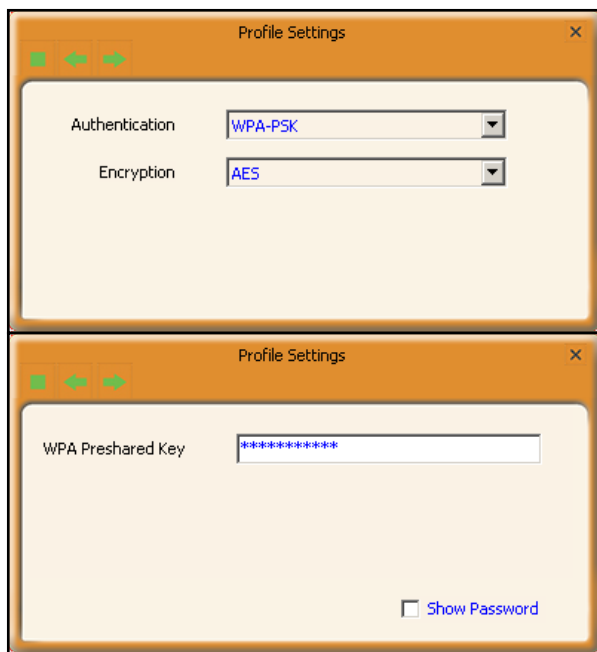 Profile Settings
Authentication WPA-PSK
Encryption AES
Profile Settings
WPA Preshared Key ***********
Show Password